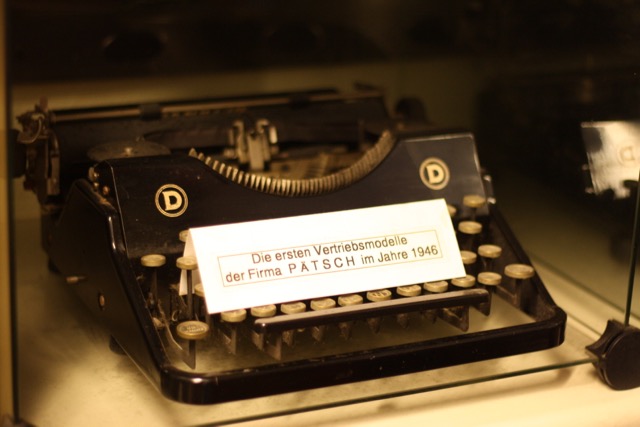 D
D
Die ersten Vertriebsmodelle
der Firma PÄTSCH im Jahre 1946